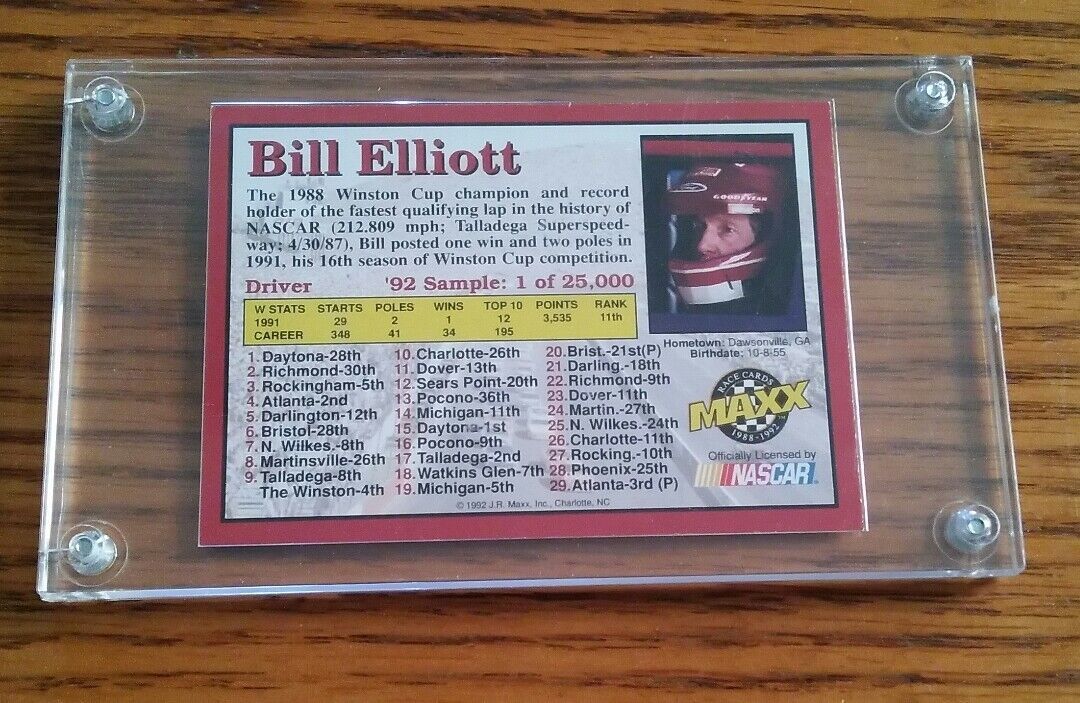 Bill Elliott
The 1988 Winston Cup champion and record
holder of the fastest qualifying lap in the history of
NASCAR (212.809 mph; Talladega Superspeed-
way; 4/30/87), Bill posted one win and two poles in
1991, his 16th season of Winston Cup competition.
Driver '92 Sample: 1 of 25,000
W STATS STARTS POLES WINS TOP 10 POINTS RANK
1991 29 2 1 12 3,535 11th
CAREER 348 41 34 195
1. Daytona-28th
2. Richmond-30th
3. Rockingham-5th
4. Atlanta-2nd
5. Darlington-12th
6. Bristol-28th
7. N. Wilkes.-8th
8. Martinsville-26th
9. Talladega-8th
The Winston-4th
10. Charlotte-26th
11. Dover-13th
12. Sears Point-20th
13. Pocono-36th
14. Michigan-11th
15. Daytona-1st
16. Pocono-9th
17. Talladega-2nd
18. Watkins Glen-7th
19. Michigan-5th
20. Brist.-21st(P)
21. Darling.-18th
22. Richmond-9th
23. Dover-11th
24. Martin.-27th
25. N. Wilkes.-24th
26. Charlotte-11th
27. Rocking.-10th
28. Phoenix-25th
29. Atlanta-3rd (P)
© 1992 J.R. Maxx, Inc., Charlotte, NC
Ford
GOODYEAR
Hometown: Dawsonville, GA
Birthdate: 10-8-55
RACE CARDS
MAXX
1988-1992
Officially Licensed by
NASCAR